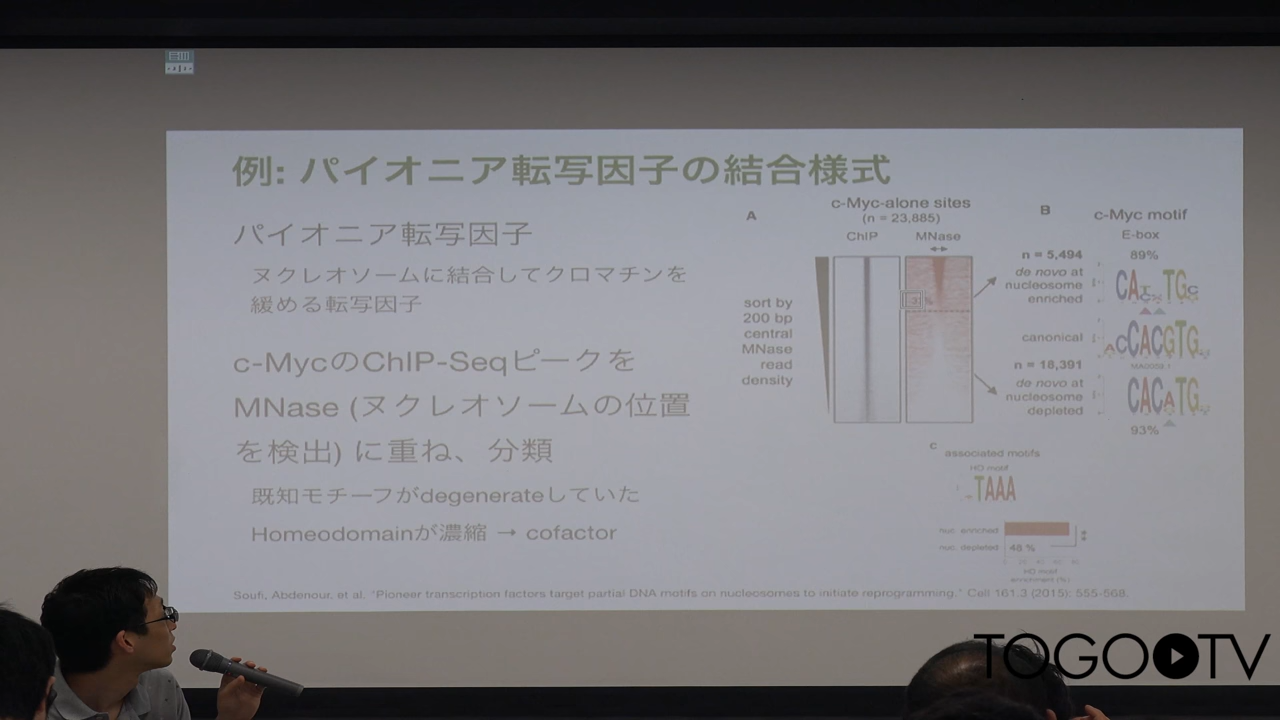 例: パイオニア転写因子の結合様式
パイオニア転写因子
ヌクレオソームに結合してクロマチンを
緩める転写因子
c-MycのChIP-Seqピークを
MNase (ヌクレオソームの位置
を検出) に重ね、分類
既知モチーフがdegenerateしていた
Homeodomainが濃縮 → cofactor
A
c-Myc-alone sites
(n = 23,885)
ChIP
MNase
sort by
200 bp
central
MNase
read
density
B
c-Myc motif
E-box
n = 5,494
89%
de novo at
nucleosome
enriched
canonical
n = 18,391
de novo at
nucleosome
depleted
93%
C
associated motifs
HD motif
TAAA
nuc. enriched
nuc. depleted
48 %
HD motif
enrichment (%)
Soufi, Abdenour, et al. "Pioneer transcription factors target partial DNA motifs on nucleosomes to initiate reprogramming." Cell 161.3 (2015): 555-568.
TOGO TV